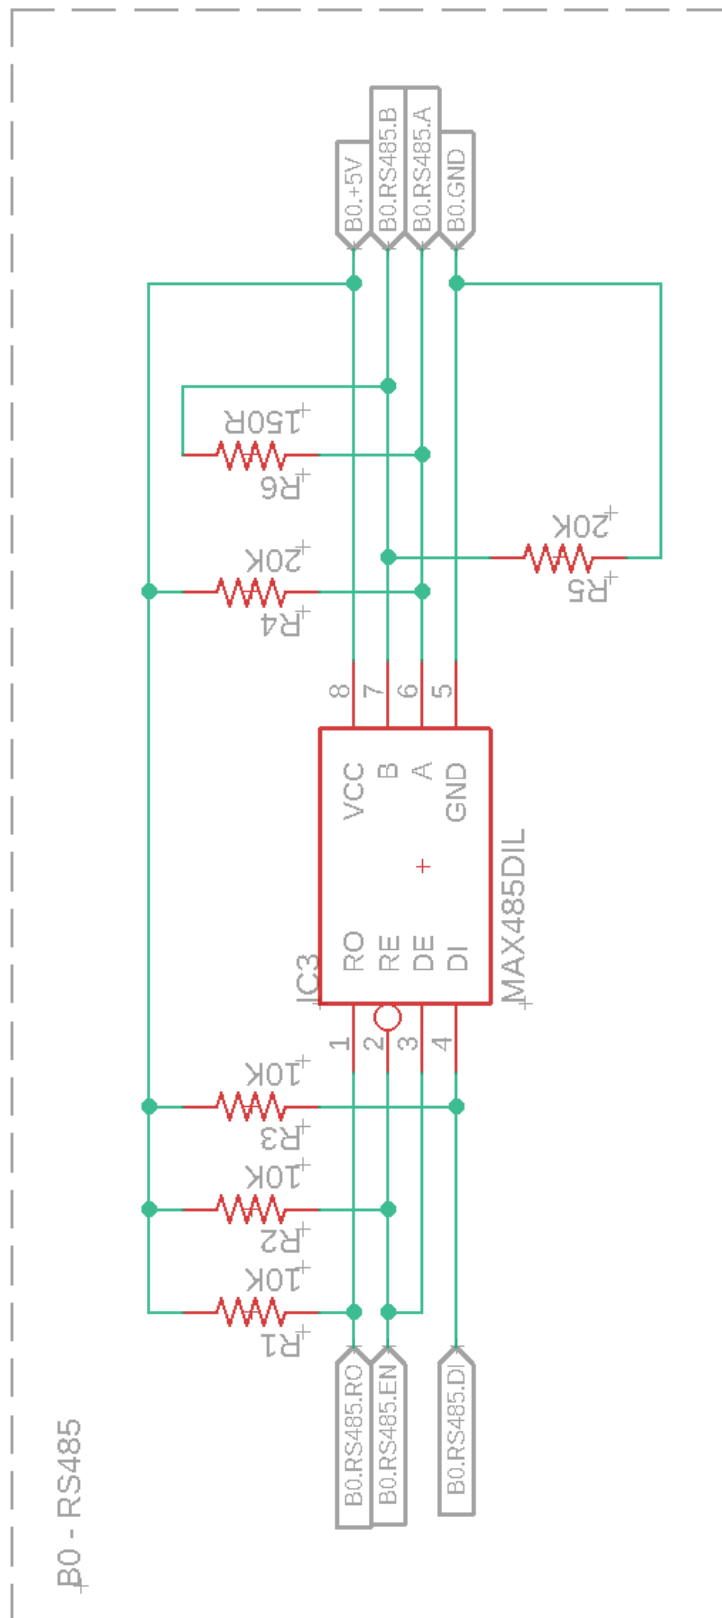 B0.+5V
B0.RS485.B
B0.RS485.A
B0.GND
150R
R6
20K
R5
20K
R4
8
7
6
5
VCC
B
A
GND
IC3
MAX485DIL
RO
RE
DE
DI
1
2
3
4
10K
R3
10K
R2
10K
R1
B0.RS485.RO
B0.RS485.EN
B0.RS485.DI
B0 - RS485